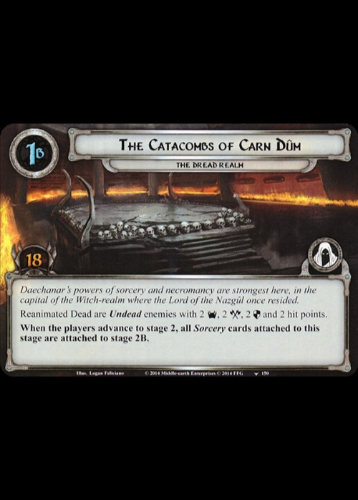 1B
THE CATACOMBS OF CARN DÛM
THE DREAD REALM
18
Daechanar's powers of sorcery and necromancy are strongest here, in the
capital of the Witch-realm where the Lord of the Nazgûl once resided.
Reanimated Dead are Undead enemies with 2 , 2 , 2 and 2 hit points.
When the players advance to stage 2, all Sorcery cards attached to this
stage are attached to stage 2B.
Illus. Logan Feliciano © 2014 Middle-earth Enterprises © 2014 FFG 150